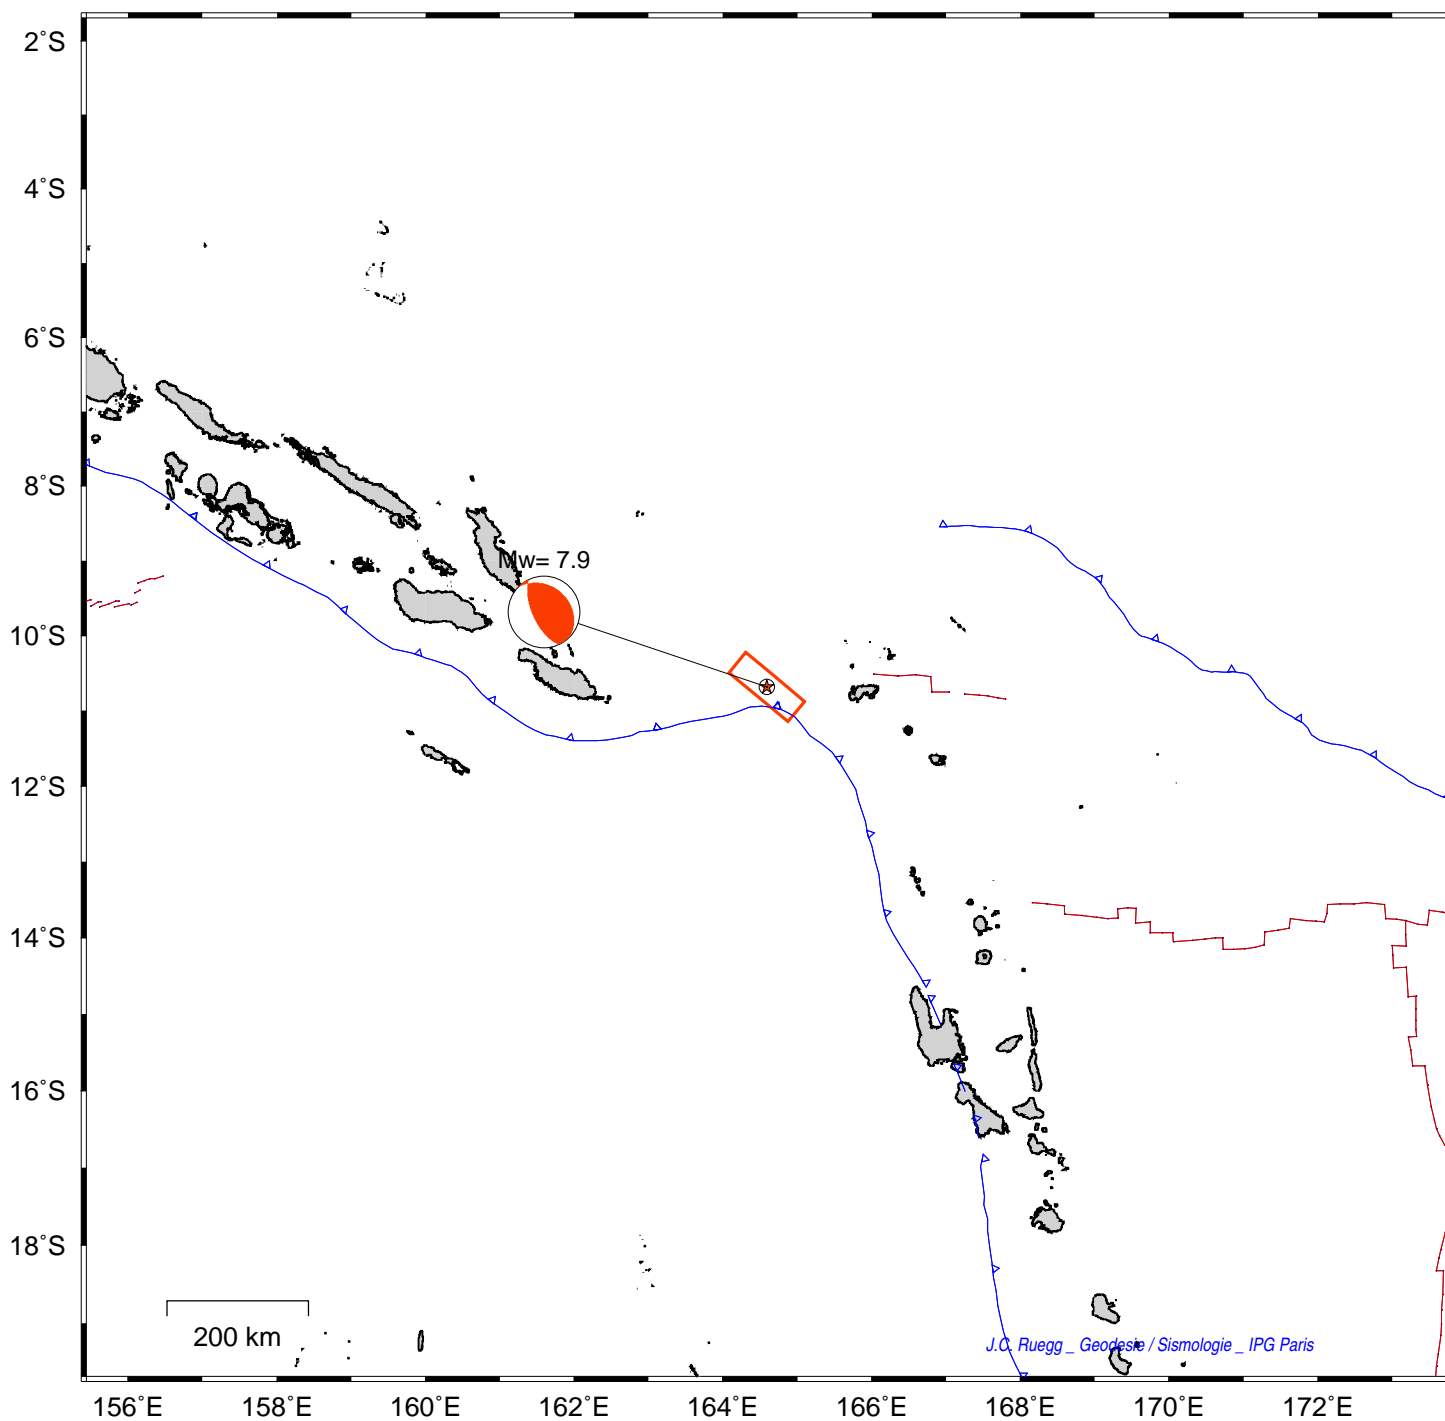 2˚S
4˚S
6˚S
8˚S
Mw= 7.9
10˚S
12˚S
14˚S
16˚S
18˚S
200 km
J.C. Ruegg _ Geodesie / Sismologie _ IPG Paris
156˚E 158˚E 160˚E 162˚E 164˚E 166˚E 168˚E 170˚E 172˚E